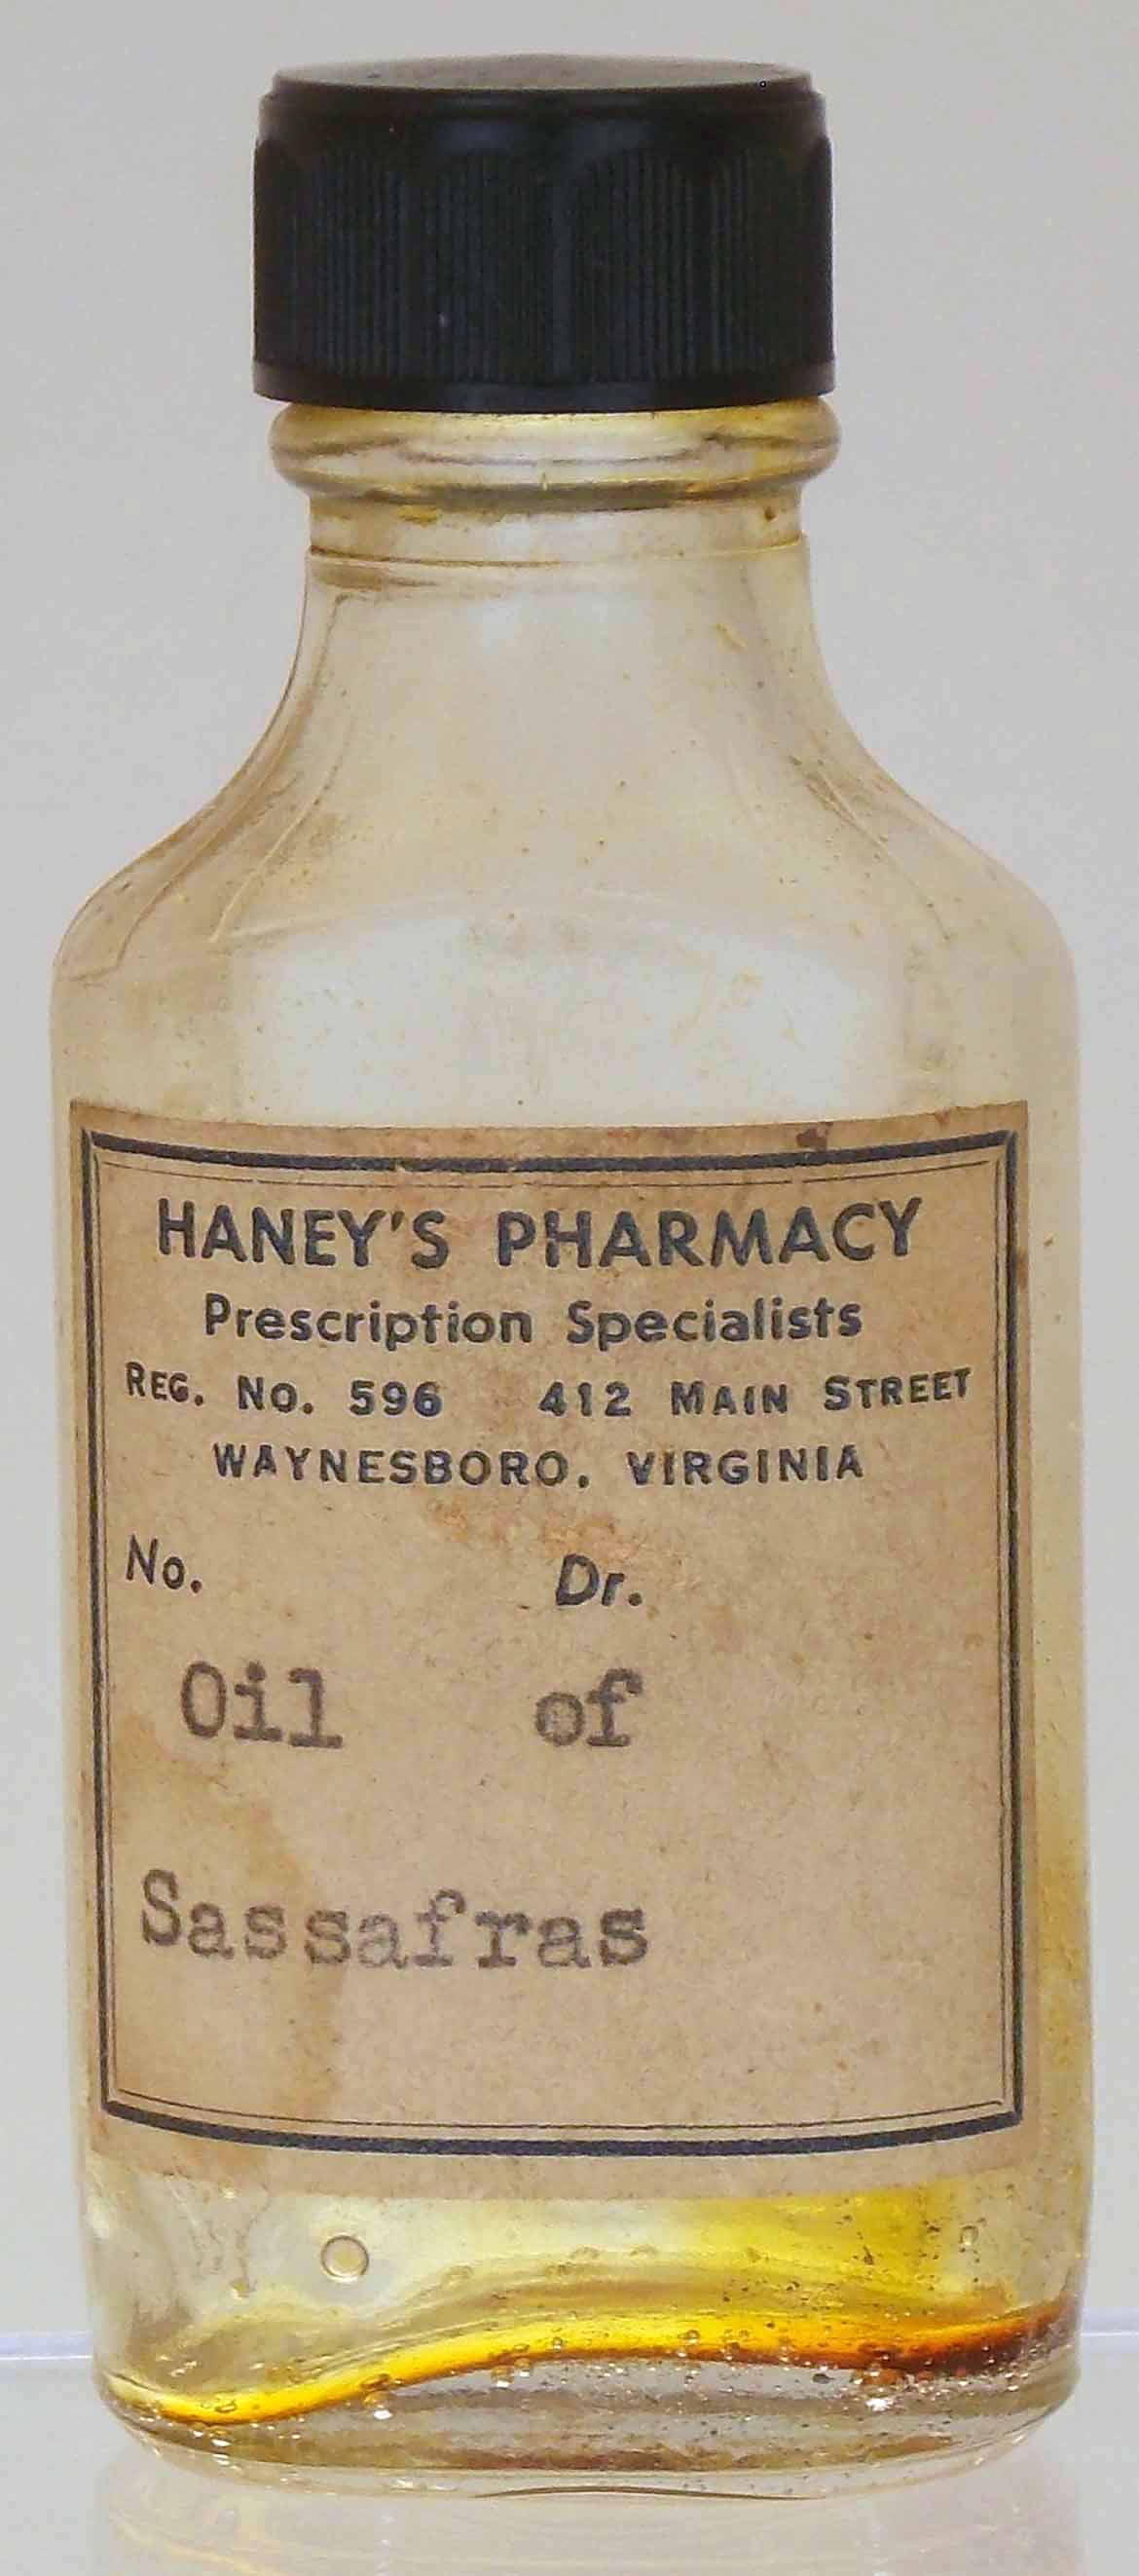 HANEY'S PHARMACY
Prescription Specialists
REG. NO. 596 412 MAIN STREET
WAYNESBORO, VIRGINIA
No. Dr.
Oil of
Sassafras